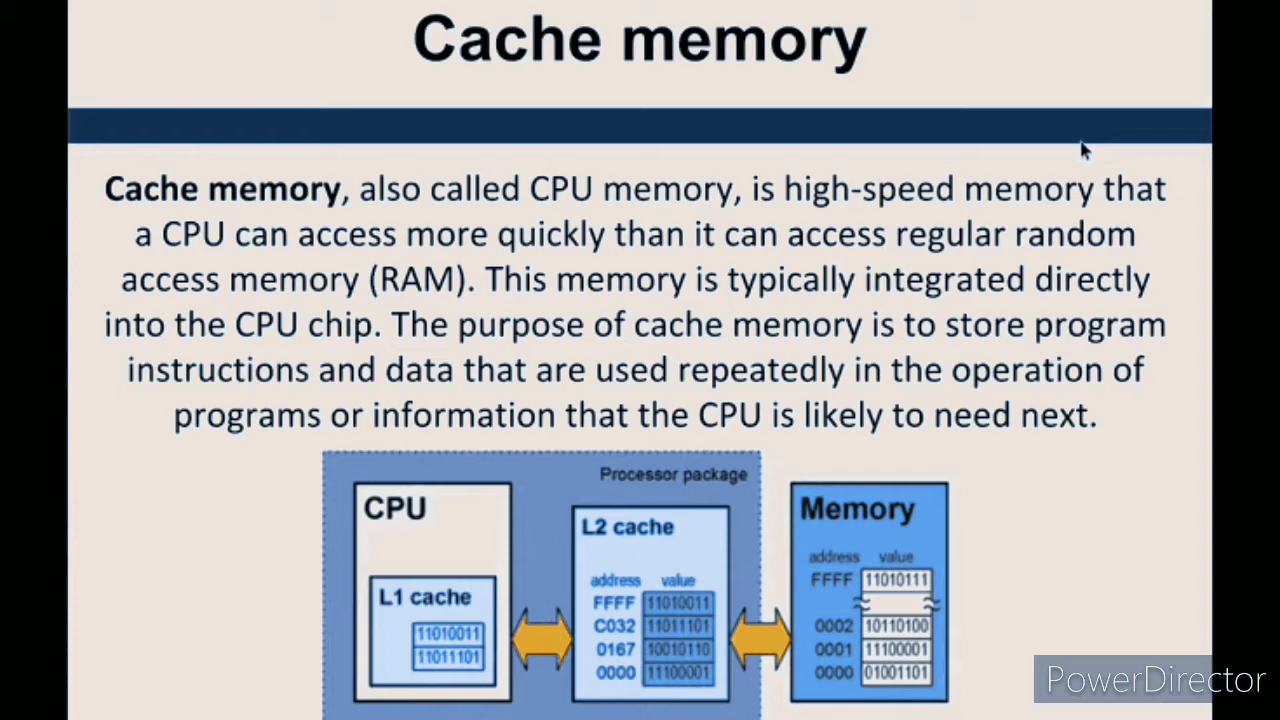 Cache memory
Cache memory, also called CPU memory, is high-speed memory that
a CPU can access more quickly than it can access regular random
access memory (RAM). This memory is typically integrated directly
into the CPU chip. The purpose of cache memory is to store program
instructions and data that are used repeatedly in the operation of
programs or information that the CPU is likely to need next.
Processor package
CPU
L1 cache
11010011
11011101
L2 cache
address value
FFFF 11010011
C032 11011101
0167 10010110
0000 11100001
Memory
address value
FFFF 11010111
0002 10110100
0001 11100001
0000 01001101
PowerDirector